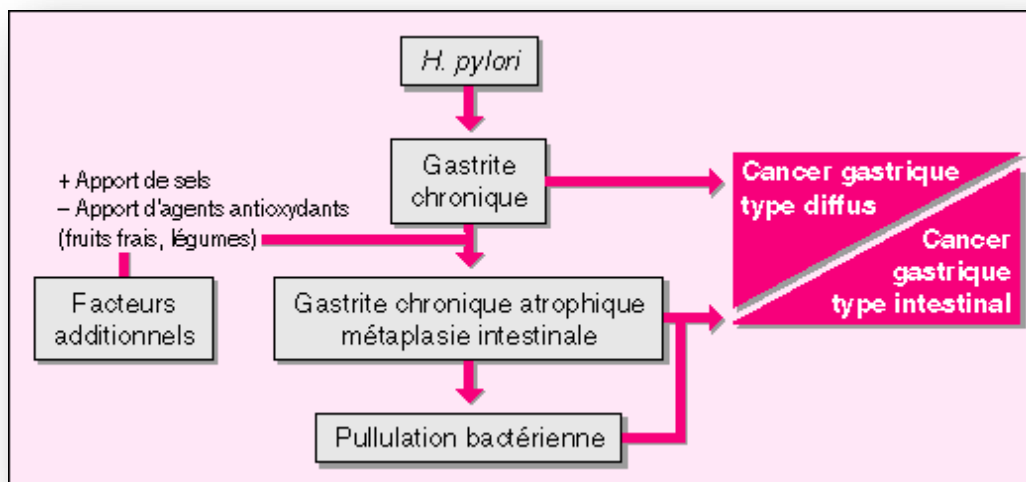 H. pylori
Gastrite
chronique
+ Apport de sels
– Apport d'agents antioxydants
(fruits frais, légumes)
Cancer gastrique
type diffus
Cancer
gastrique
type intestinal
Facteurs
additionnels
Gastrite chronique atrophique
métaplasie intestinale
Pullulation bactérienne